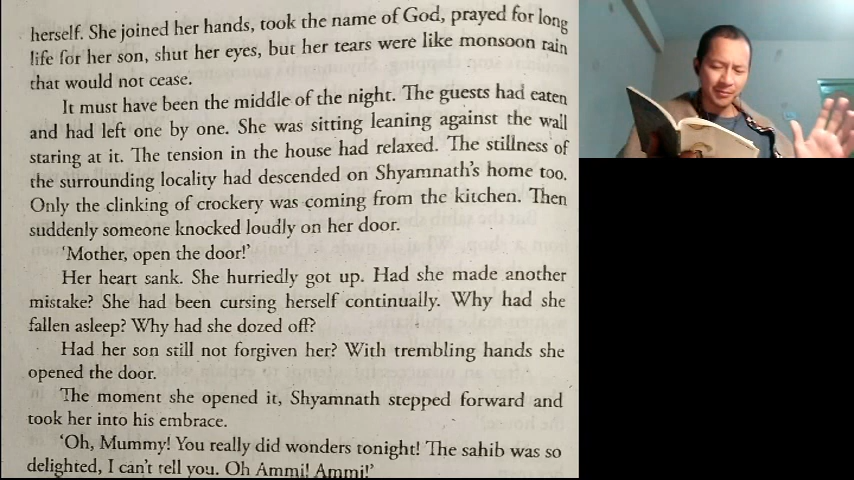 herself. She joined her hands, took the name of God, prayed for long
life for her son, shut her eyes, but her tears were like monsoon rain
that would not cease.
It must have been the middle of the night. The guests had eaten
and had left one by one. She was sitting leaning against the wall
staring at it. The tension in the house had relaxed. The stillness of
the surrounding locality had descended on Shyamnath's home too.
Only the clinking of crockery was coming from the kitchen. Then
suddenly someone knocked loudly on her door.
'Mother, open the door!'
Her heart sank. She hurriedly got up. Had she made another
mistake? She had been cursing herself continually. Why had she
fallen asleep? Why had she dozed off?
Had her son still not forgiven her? With trembling hands she
opened the door.
The moment she opened it, Shyamnath stepped forward and
took her into his embrace.
'Oh, Mummy! You really did wonders tonight! The sahib was so
delighted, I can't tell you. Oh Ammi! Ammi!'